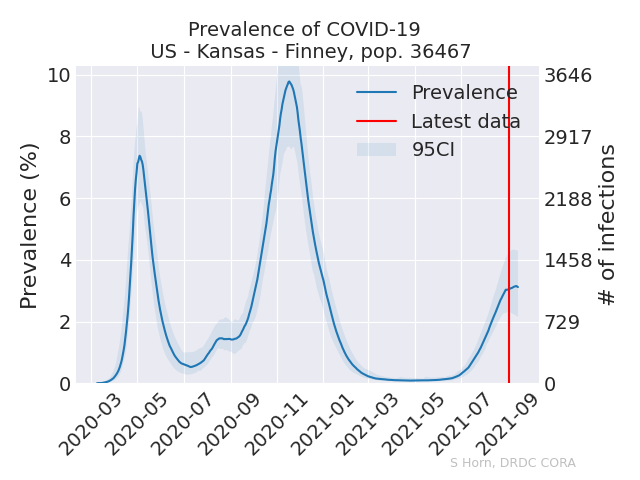 Prevalence of COVID-19
US - Kansas - Finney, pop. 36467
Prevalence (%)
10
8
6
4
2
0
Prevalence
Latest data
95CI
3646
2917
2188
1458
729
0
# of infections
2020-03
2020-05
2020-07
2020-09
2020-11
2021-01
2021-03
2021-05
2021-07
2021-09
S Horn, DRDC CORA